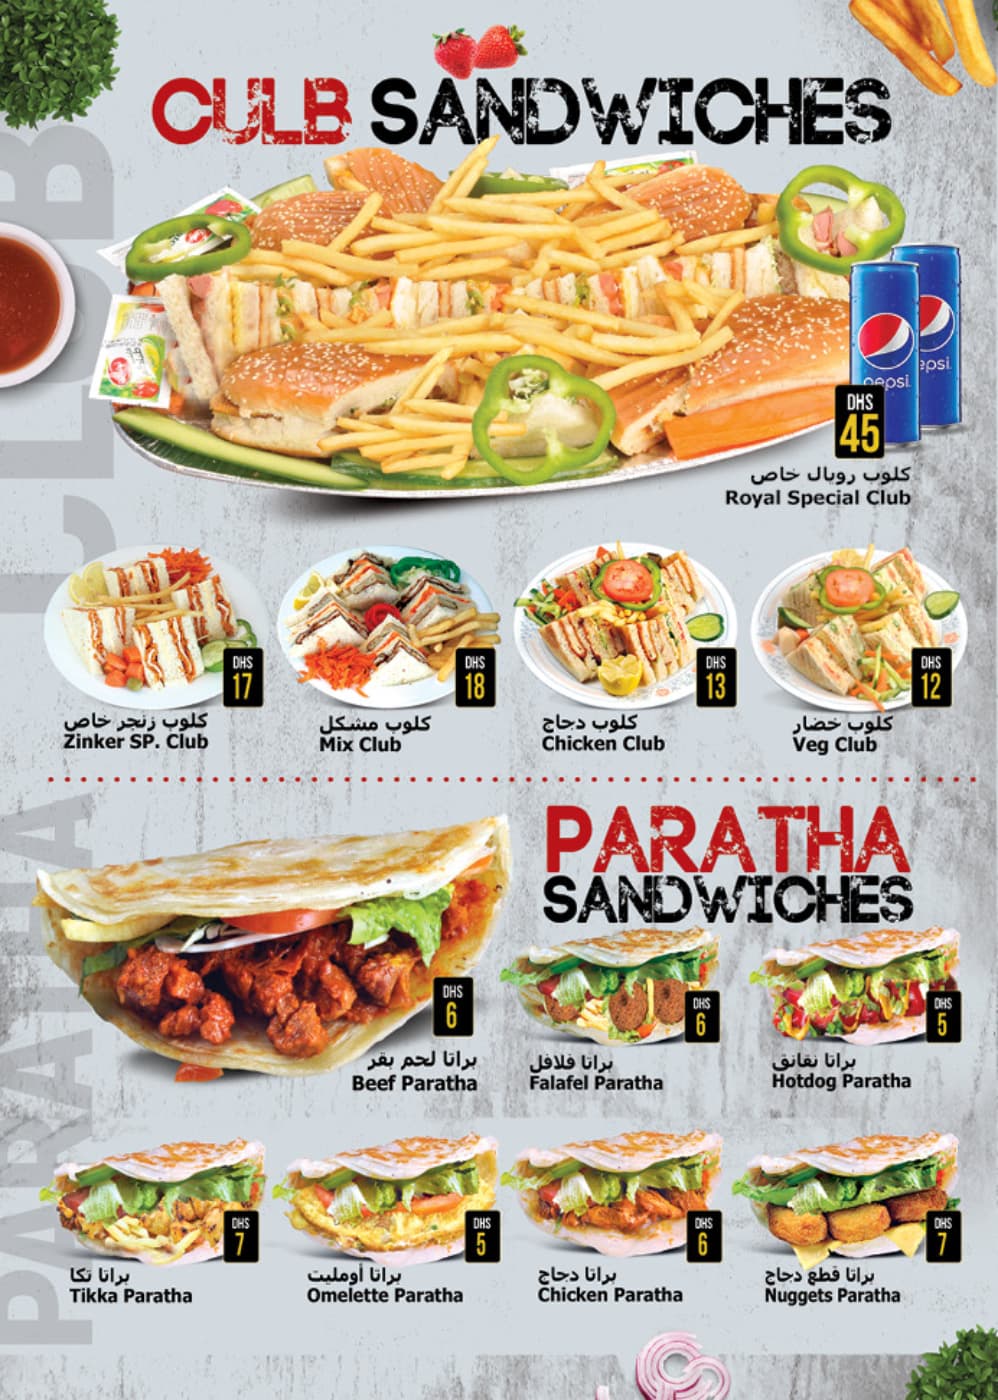 CULB SANDWICHES
pepsi.
epsi.
DHS
45
كلوب رويال خاص
Royal Special Club
DHS
17
كلوب زنجر خاص
Zinker SP. Club
DHS
18
كلوب مشكل
Mix Club
DHS
13
كلوب دجاج
Chicken Club
DHS
12
كلوب خضار
Veg Club
CLUB
PARATHA
SANDWICHES
DHS
6
براتا لحم بقر
Beef Paratha
DHS
6
براتا فلافل
Falafel Paratha
DHS
5
براتا نقانق
Hotdog Paratha
DHS
7
براتا تكا
Tikka Paratha
DHS
5
براتا أومليت
Omelette Paratha
DHS
6
براتا دجاج
Chicken Paratha
DHS
7
براتا قطع دجاج
Nuggets Paratha
PARATHA